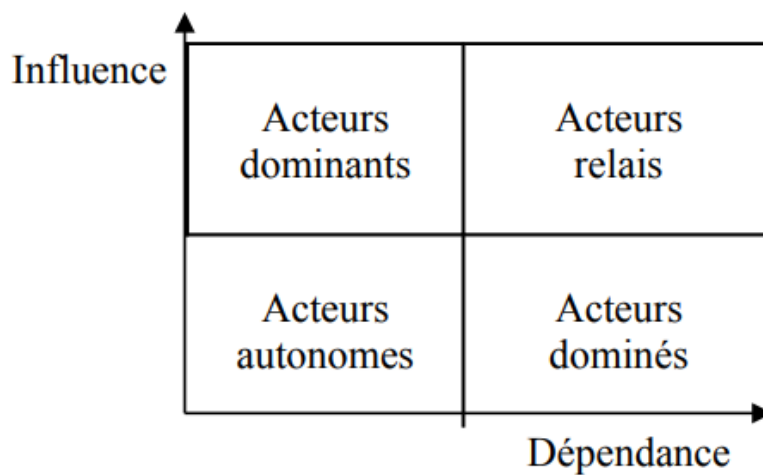 Influence
Acteurs
dominants
Acteurs
relais
Acteurs
autonomes
Acteurs
dominés
Dépendance